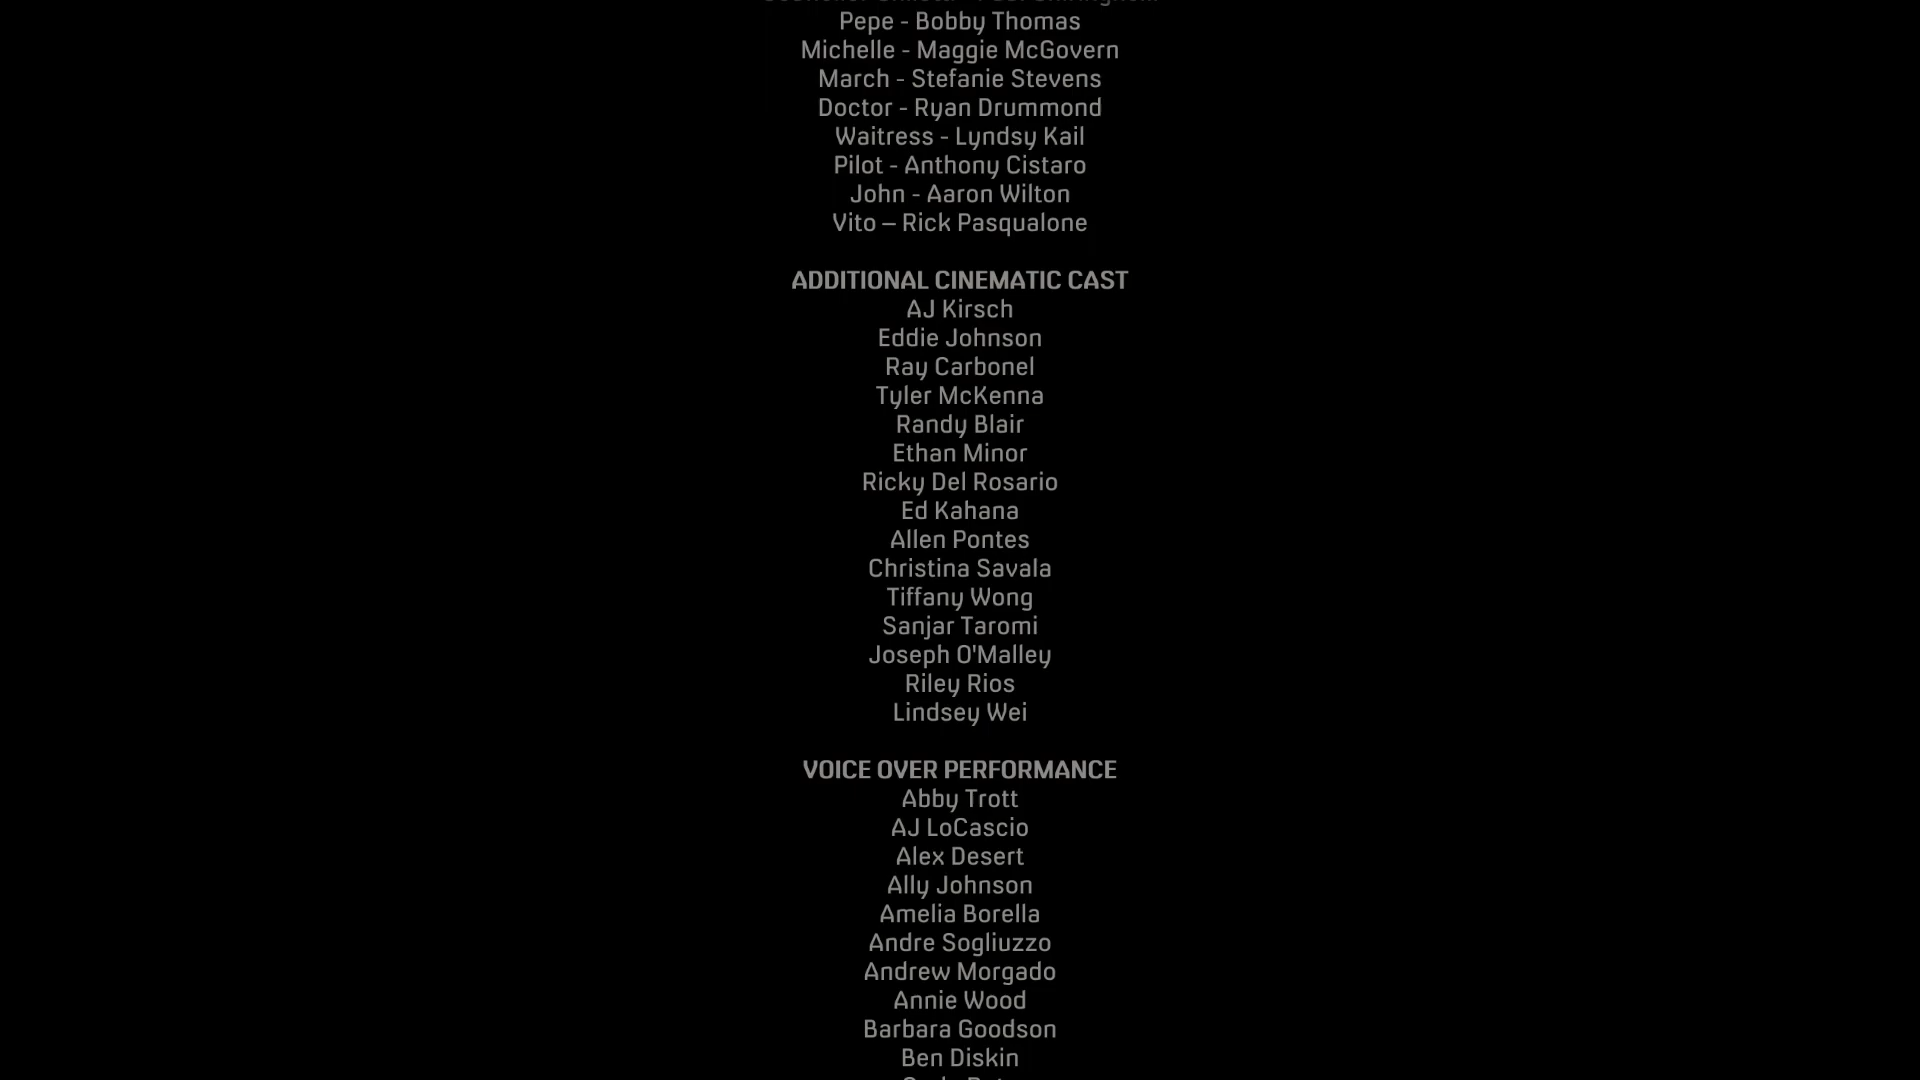 Pepe - Bobby Thomas
Michelle - Maggie McGovern
March - Stefanie Stevens
Doctor - Ryan Drummond
Waitress - Lyndsy Kail
Pilot - Anthony Cistaro
John - Aaron Wilton
Vito – Rick Pasqualone
ADDITIONAL CINEMATIC CAST
AJ Kirsch
Eddie Johnson
Ray Carbonel
Tyler McKenna
Randy Blair
Ethan Minor
Ricky Del Rosario
Ed Kahana
Allen Pontes
Christina Savala
Tiffany Wong
Sanjar Taromi
Joseph O'Malley
Riley Rios
Lindsey Wei
VOICE OVER PERFORMANCE
Abby Trott
AJ LoCascio
Alex Desert
Ally Johnson
Amelia Borella
Andre Sogliuzzo
Andrew Morgado
Annie Wood
Barbara Goodson
Ben Diskin